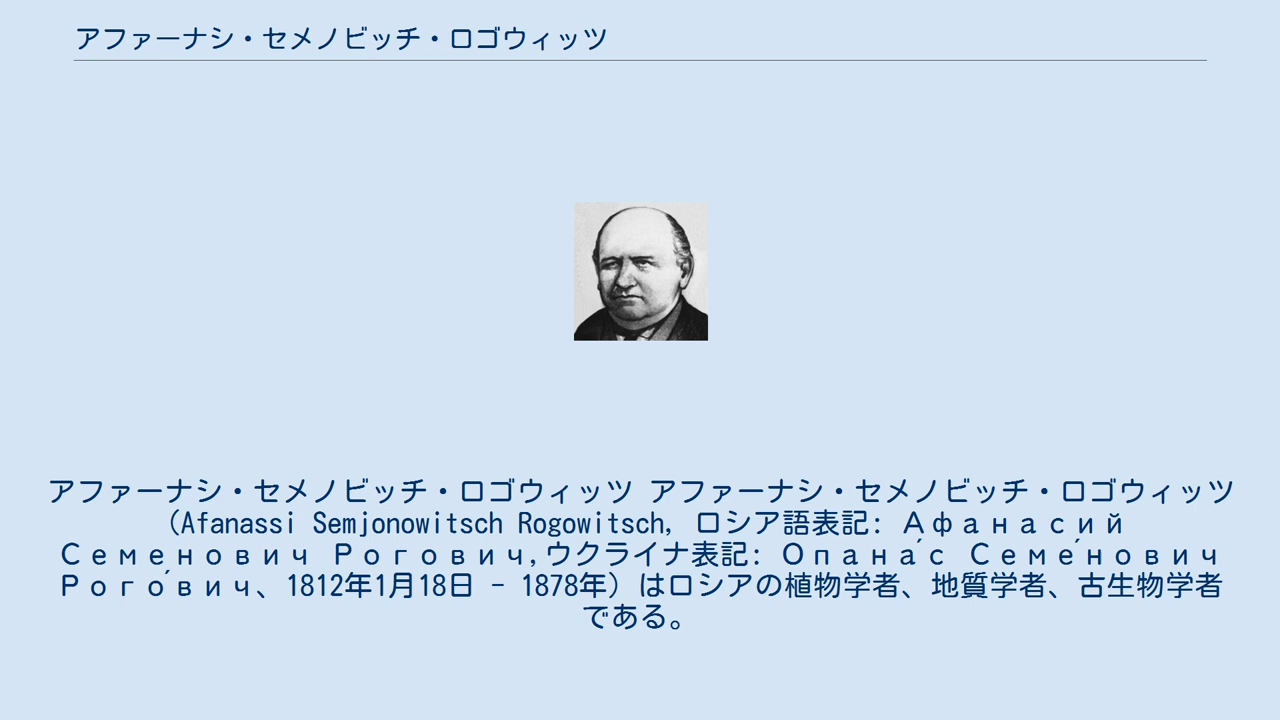 アファーナシ・セメノビッチ・ロゴウィッツ
アファーナシ・セメノビッチ・ロゴウィッツ アファーナシ・セメノビッチ・ロゴウィッツ
（Afanassi Semjonowitsch Rogowitsch, ロシア語表記: Афанасий
Семенович Рогович,ウクライナ表記: Опана́с Семе́нович
Рого́вич、1812年1月18日 - 1878年）はロシアの植物学者、地質学者、古生物学者
である。